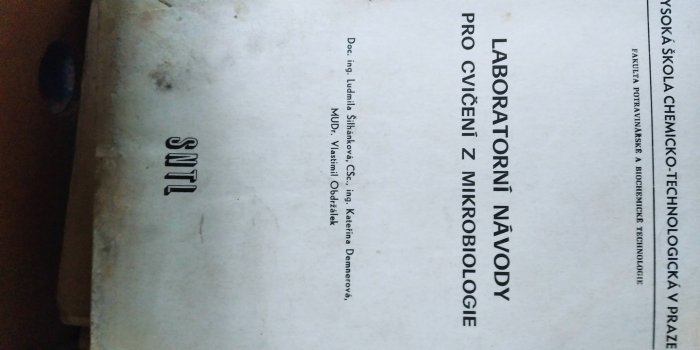 VYSOKÁ ŠKOLA CHEMICKO-TECHNOLOGICKÁ V PRAZE
FAKULTA POTRAVINÁŘSKÉ A BIOCHEMICKÉ TECHNOLOGIE
LABORATORNÍ NÁVODY
PRO CVIČENÍ Z MIKROBIOLOGIE
Doc. ing. Ludmila Šilhánková, CSc., ing. Kateřina Demnerová,
MUDr. Vlastimil Obdržálek
SNTL